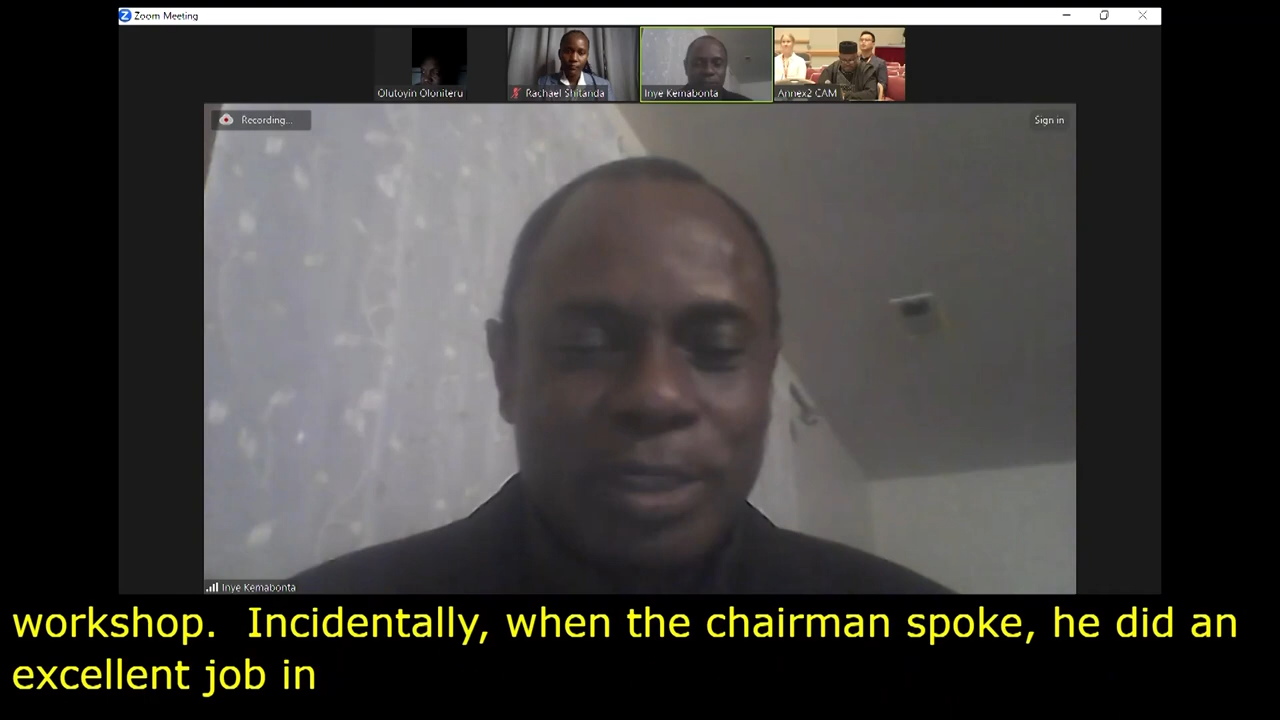 Zoom Meeting
Olutoyin Oloniteru
Rachael Shitanda
Inye Kemabonta
Annex2 CAM
Recording...
Sign in
Inye Kemabonta
workshop.  Incidentally, when the chairman spoke, he did an
excellent job in